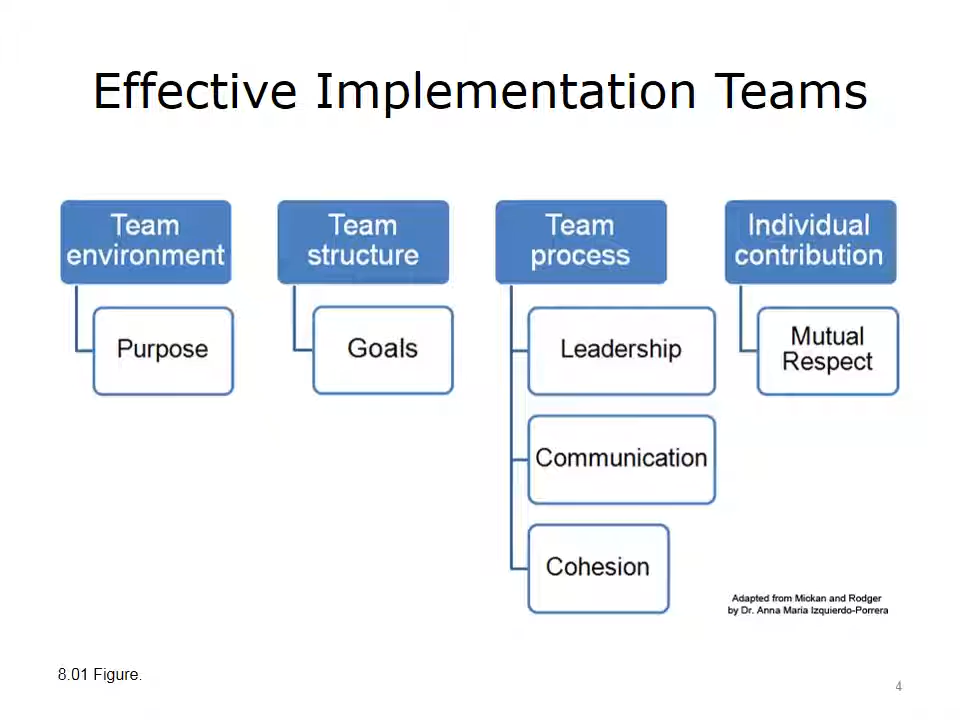 Effective Implementation Teams
Team
environment
Purpose
Team
structure
Goals
Team
process
Leadership
Communication
Cohesion
Individual
contribution
Mutual
Respect
Adapted from Mickan and Rodger
by Dr. Anna Maria Izquierdo-Porrera
8.01 Figure.
4